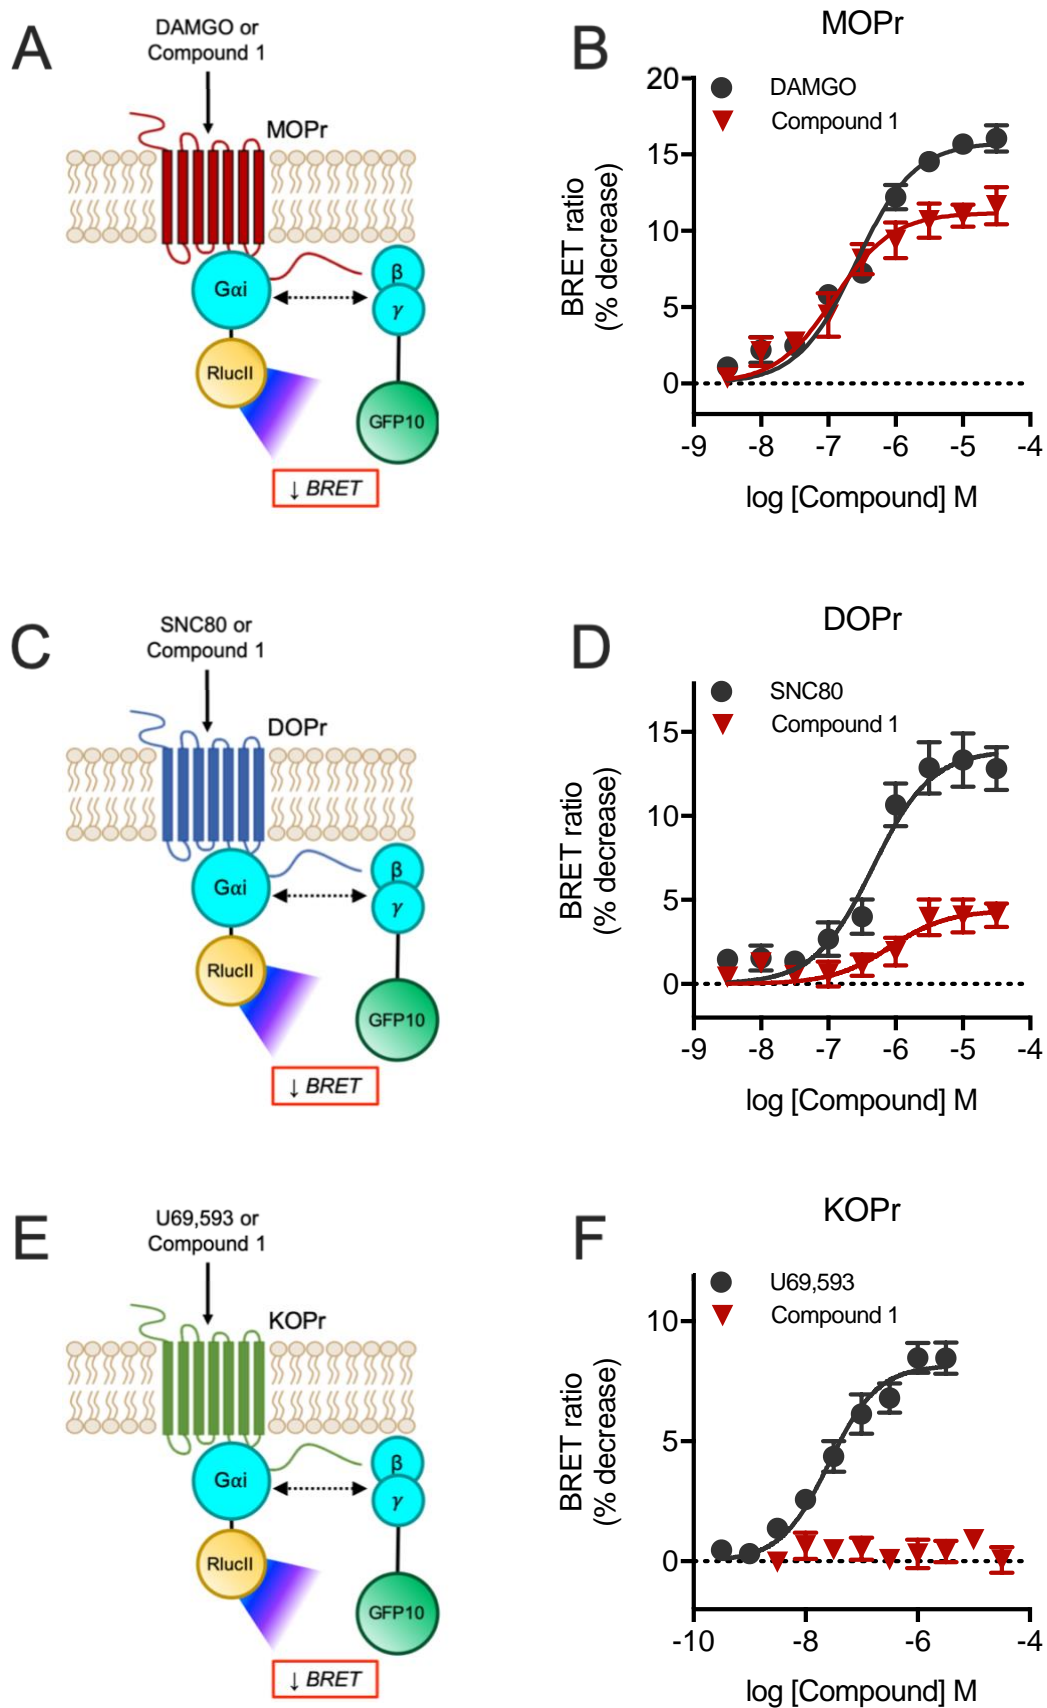 A
DAMGO or
Compound 1
MOPr
Gαi
β
γ
RlucII
GFP10
↓ BRET
B
MOPr
DAMGO
Compound 1
20
15
10
5
0
BRET ratio
(% decrease)
-9 -8 -7 -6 -5 -4
log [Compound] M
C
SNC80 or
Compound 1
DOPr
Gαi
β
γ
RlucII
GFP10
↓ BRET
D
DOPr
SNC80
Compound 1
15
10
5
0
BRET ratio
(% decrease)
-9 -8 -7 -6 -5 -4
log [Compound] M
E
U69,593 or
Compound 1
KOPr
Gαi
β
γ
RlucII
GFP10
↓ BRET
F
KOPr
U69,593
Compound 1
10
5
0
BRET ratio
(% decrease)
-10 -8 -6 -4
log [Compound] M